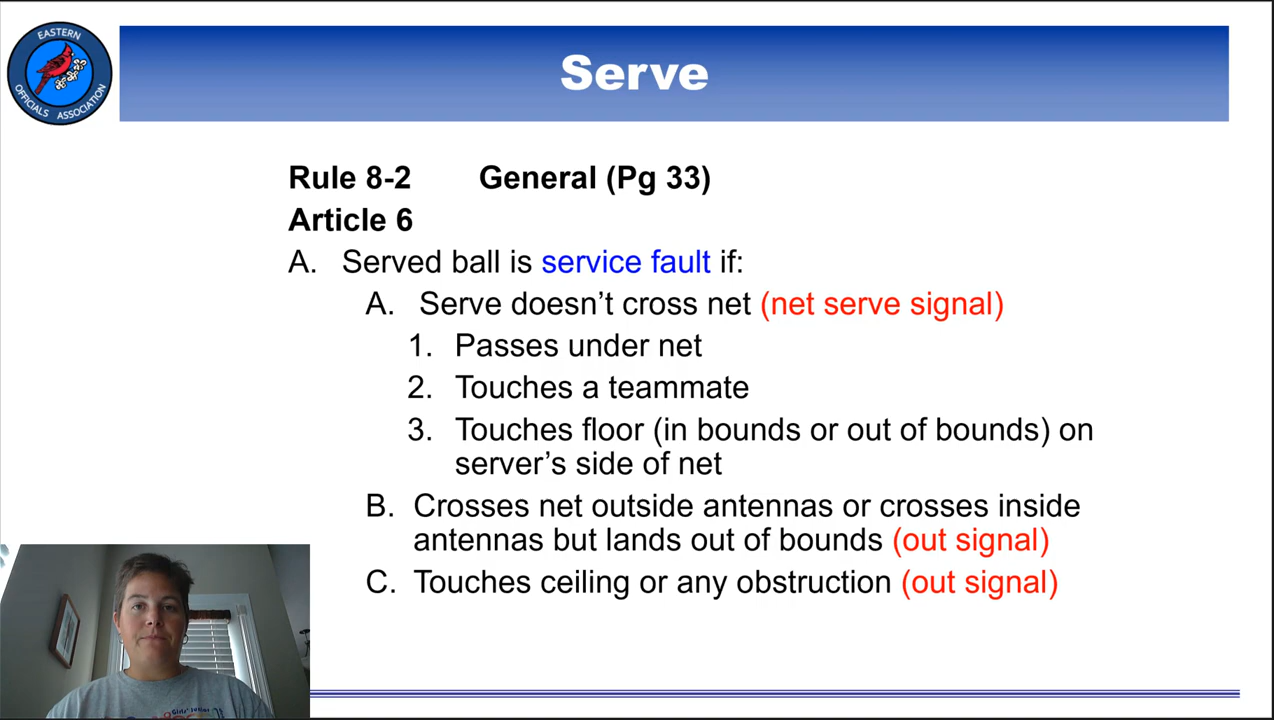 EASTERN
OFFICIALS ASSOCIATION
Serve
Rule 8-2 General (Pg 33)
Article 6
A. Served ball is service fault if:
A. Serve doesn’t cross net (net serve signal)
1. Passes under net
2. Touches a teammate
3. Touches floor (in bounds or out of bounds) on
server’s side of net
B. Crosses net outside antennas or crosses inside
antennas but lands out of bounds (out signal)
C. Touches ceiling or any obstruction (out signal)